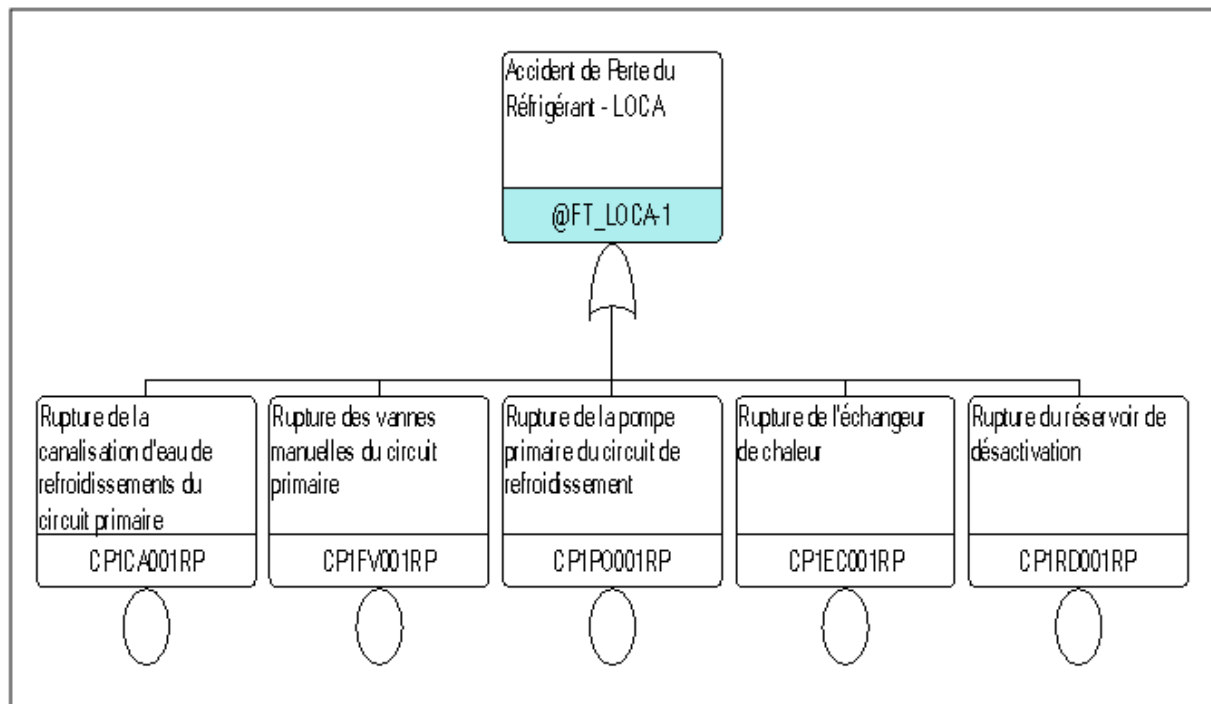 Accident de Perte du
Réfrigérant - LOCA
@FT_LOCA-1
Rupture de la
canalisation d'eau de
refroidissements du
circuit primaire
CP1CA001RP
Rupture des vannes
manuelles du circuit
primaire
CP1FV001RP
Rupture de la pompe
primaire du circuit de
refroidissement
CP1PO001RP
Rupture de l'échangeur
de chaleur
CP1EC001RP
Rupture du réservoir de
désactivation
CP1RD001RP